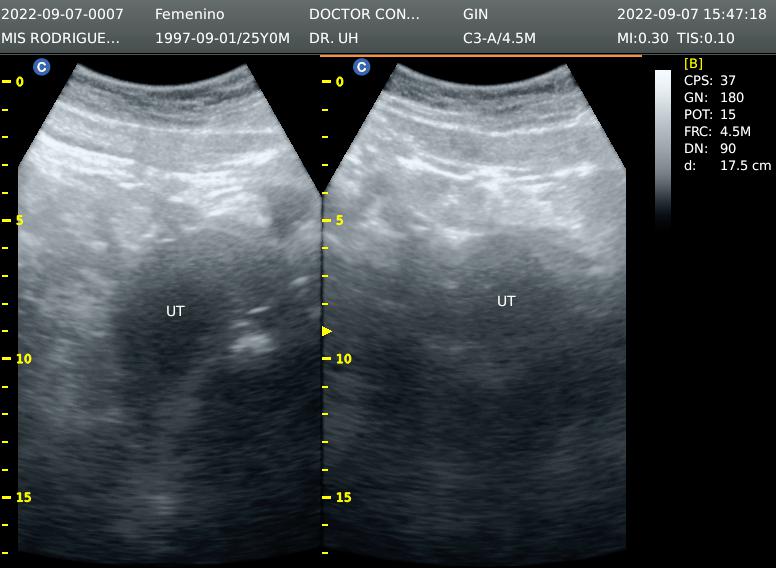 2022-09-07-0007 Femenino DOCTOR CON... GIN 2022-09-07 15:47:18
MIS RODRIGUE... 1997-09-01/25Y0M DR. UH C3-A/4.5M MI:0.30 TIS:0.10
C C
[B]
CPS: 37
GN: 180
POT: 15
FRC: 4.5M
DN: 90
d: 17.5 cm
0 0
5 5
UT UT
10 10
15 15